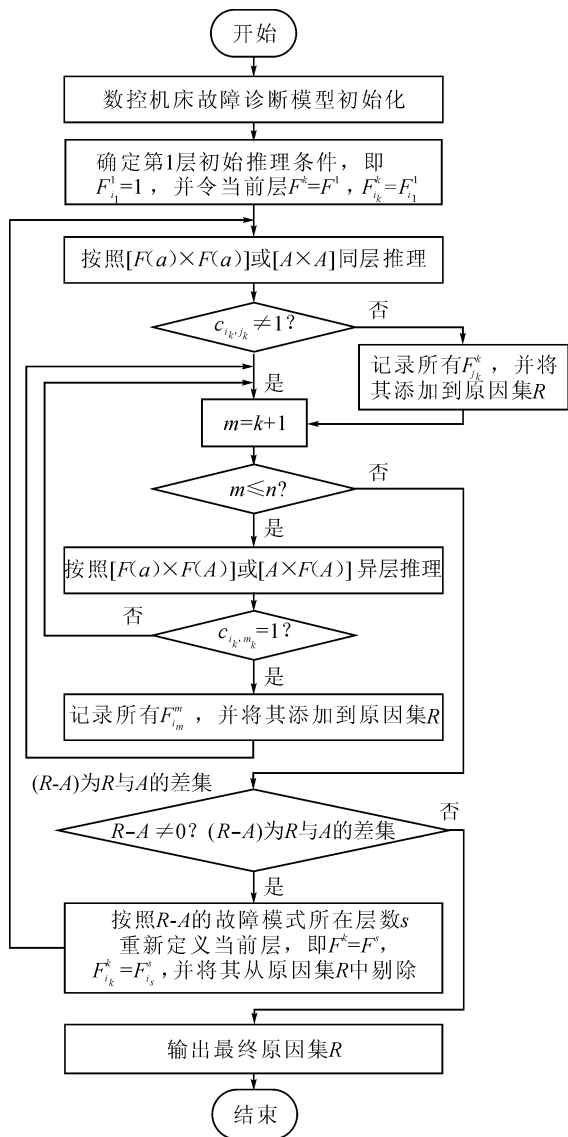 开始
数控机床故障诊断模型初始化
确定第1层初始推理条件，即
F^1_{i_1}=1，并令当前层F^k=F^1，F^k_{i_k}=F^1_{i_1}
按照[F(a)×F(a)]或[A×A]同层推理
c_{i_k,j_k}≠1?
否
记录所有F^k_{j_k}，并将
其添加到原因集R
是
m=k+1
m≤n?
否
是
按照[F(a)×F(A)]或[A×F(A)]异层推理
否
c_{i_k,m_k}=1?
是
记录所有F^m_{i_m}，并将其添加到原因集R
(R-A)为R与A的差集
R-A≠0? (R-A)为R与A的差集
否
是
按照R-A的故障模式所在层数s
重新定义当前层，即F^k=F^s，
F^k_{i_k}=F^s_{i_s},并将其从原因集R中剔除
输出最终原因集R
结束